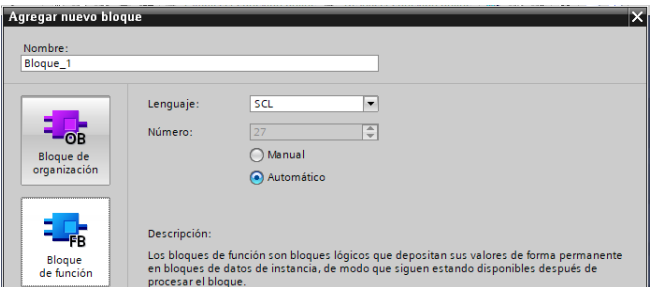 Agregar nuevo bloque
Nombre:
Bloque_1
Lenguaje:
SCL
Número:
27
Manual
Automático
OB
Bloque de
organización
FB
Bloque
de función
Descripción:
Los bloques de función son bloques lógicos que depositan sus valores de forma permanente
en bloques de datos de instancia, de modo que siguen estando disponibles después de
procesar el bloque.